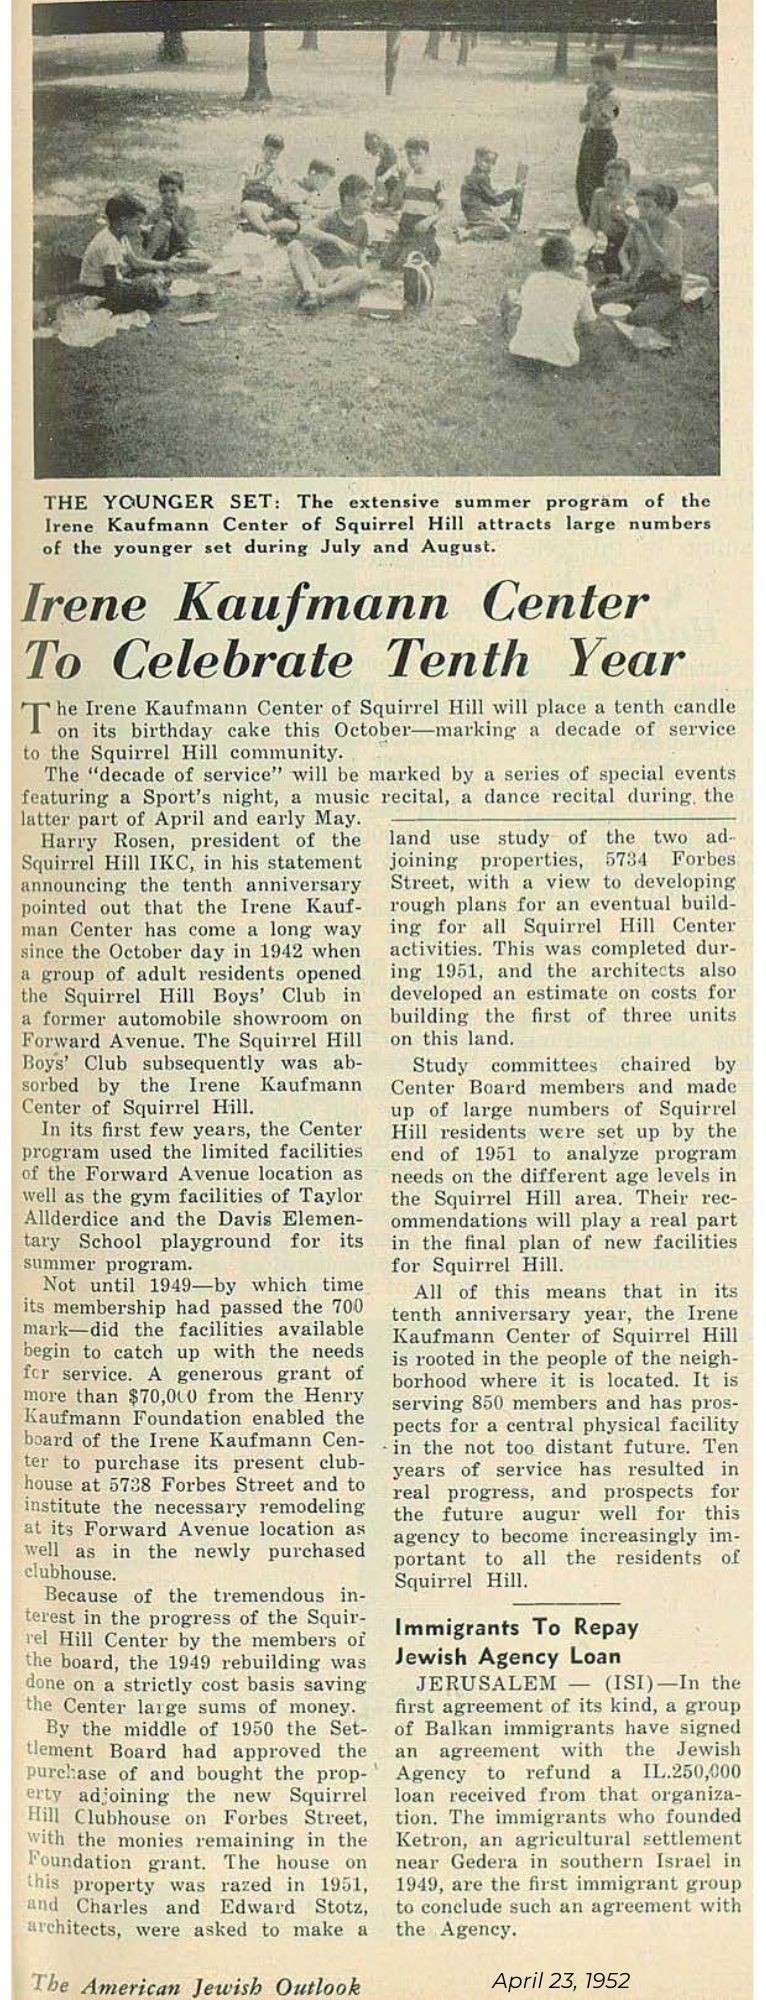 THE YOUNGER SET: The extensive summer program of the
Irene Kaufmann Center of Squirrel Hill attracts large numbers
of the younger set during July and August.
Irene Kaufmann Center
To Celebrate Tenth Year
The Irene Kaufmann Center of Squirrel Hill will place a tenth candle
on its birthday cake this October—marking a decade of service
to the Squirrel Hill community.
The "decade of service" will be marked by a series of special events
featuring a Sport's night, a music recital, a dance recital during. the
latter part of April and early May.
Harry Rosen, president of the
Squirrel Hill IKC, in his statement
announcing the tenth anniversary
pointed out that the Irene Kauf-
man Center has come a long way
since the October day in 1942 when
a group of adult residents opened
the Squirrel Hill Boys' Club in
a former automobile showroom on
Forward Avenue. The Squirrel Hill
Boys' Club subsequently was ab-
sorbed by the Irene Kaufmann
Center of Squirrel Hill.
In its first few years, the Center
program used the limited facilities
of the Forward Avenue location as
well as the gym facilities of Taylor
Allderdice and the Davis Elemen-
tary School playground for its
summer program.
Not until 1949—by which time
its membership had passed the 700
mark—did the facilities available
begin to catch up with the needs
for service. A generous grant of
more than $70,000 from the Henry
Kaufmann Foundation enabled the
board of the Irene Kaufmann Cen-
ter to purchase its present club-
house at 5738 Forbes Street and to
institute the necessary remodeling
at its Forward Avenue location as
well as in the newly purchased
clubhouse.
Because of the tremendous in-
terest in the progress of the Squir-
rel Hill Center by the members of
the board, the 1949 rebuilding was
done on a strictly cost basis saving
the Center large sums of money.
By the middle of 1950 the Set-
tlement Board had approved the
purchase of and bought the prop-
erty adjoining the new Squirrel
Hill Clubhouse on Forbes Street,
with the monies remaining in the
Foundation grant. The house on
this property was razed in 1951,
and Charles and Edward Stotz,
architects, were asked to make a
land use study of the two ad-
joining properties, 5734 Forbes
Street, with a view to developing
rough plans for an eventual build-
ing for all Squirrel Hill Center
activities. This was completed dur-
ing 1951, and the architects also
developed an estimate on costs for
building the first of three units
on this land.
Study committees chaired by
Center Board members and made
up of large numbers of Squirrel
Hill residents were set up by the
end of 1951 to analyze program
needs on the different age levels in
the Squirrel Hill area. Their rec-
ommendations will play a real part
in the final plan of new facilities
for Squirrel Hill.
All of this means that in its
tenth anniversary year, the Irene
Kaufmann Center of Squirrel Hill
is rooted in the people of the neigh-
borhood where it is located. It is
serving 850 members and has pros-
pects for a central physical facility
in the not too distant future. Ten
years of service has resulted in
real progress, and prospects for
the future augur well for this
agency to become increasingly im-
portant to all the residents of
Squirrel Hill.
Immigrants To Repay
Jewish Agency Loan
JERUSALEM — (ISI)—In the
first agreement of its kind, a group
of Balkan immigrants have signed
an agreement with the Jewish
Agency to refund a IL.250,000
loan received from that organiza-
tion. The immigrants who founded
Ketron, an agricultural settlement
near Gedera in southern Israel in
1949, are the first immigrant group
to conclude such an agreement with
the Agency.
The American Jewish Outlook
April 23, 1952